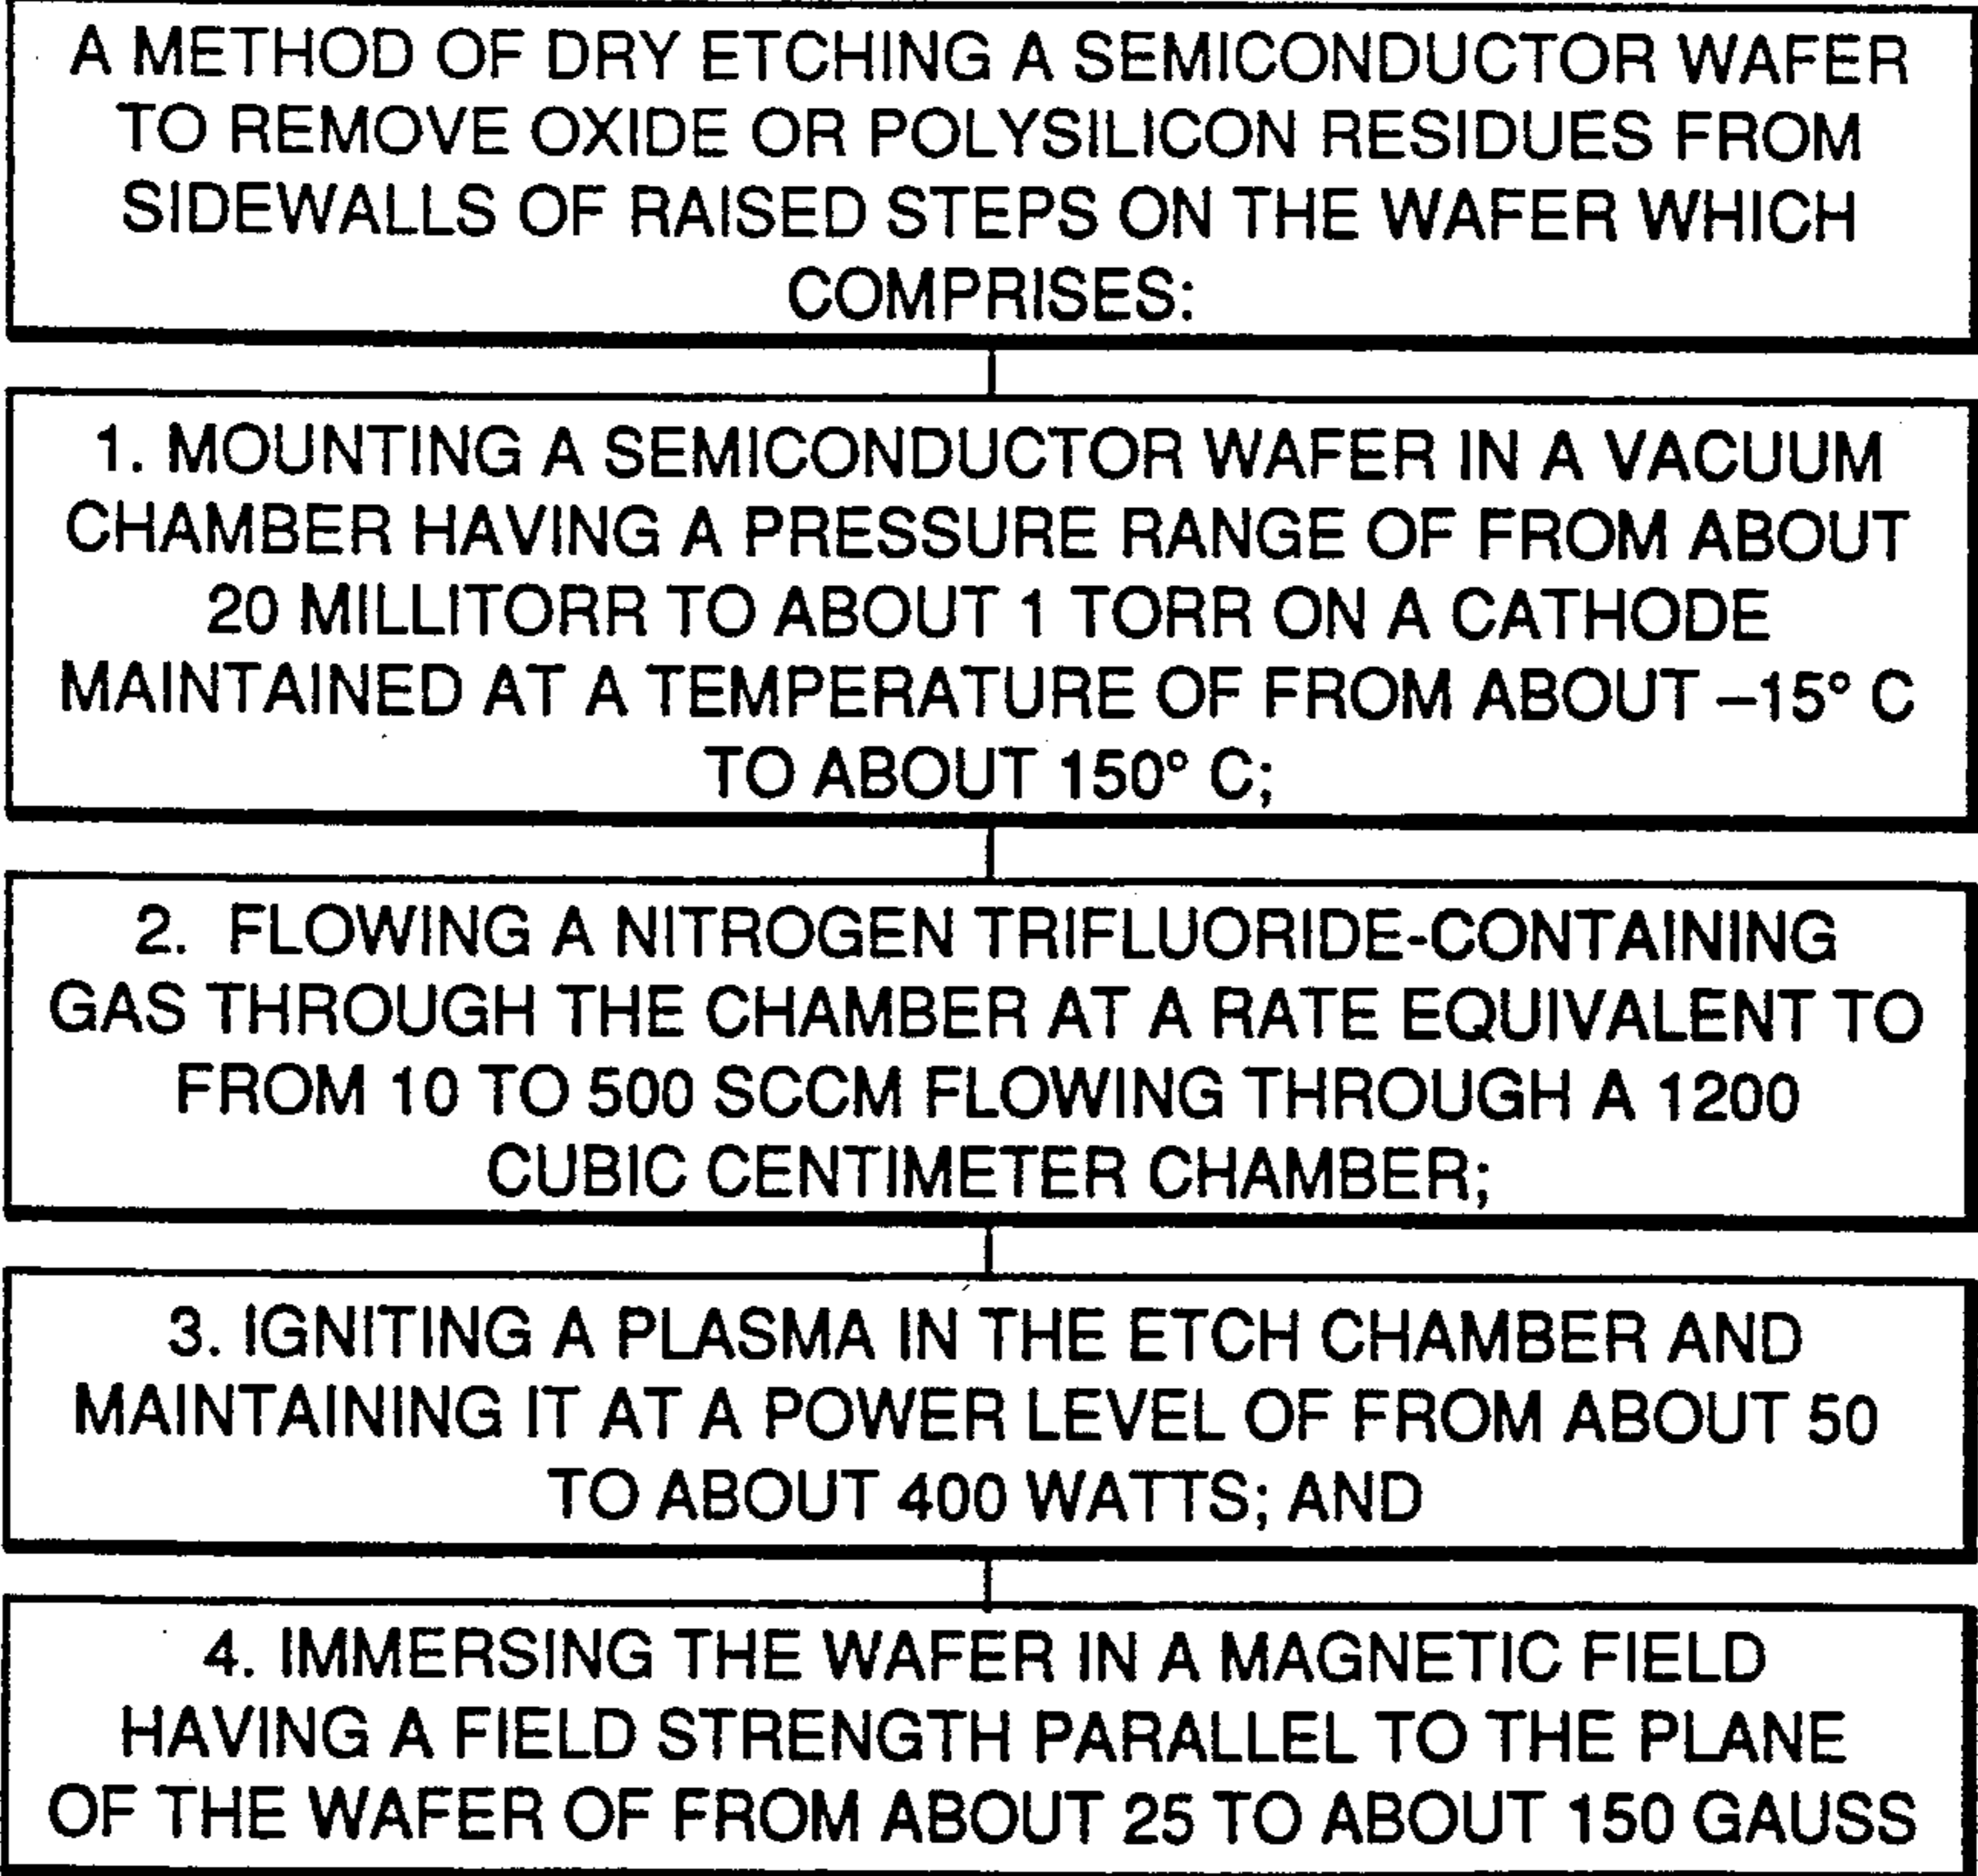 A METHOD OF DRY ETCHING A SEMICONDUCTOR WAFER
TO REMOVE OXIDE OR POLYSILICON RESIDUES FROM
SIDEWALLS OF RAISED STEPS ON THE WAFER WHICH
COMPRISES:
1. MOUNTING A SEMICONDUCTOR WAFER IN A VACUUM
CHAMBER HAVING A PRESSURE RANGE OF FROM ABOUT
20 MILLITORR TO ABOUT 1 TORR ON A CATHODE
MAINTAINED AT A TEMPERATURE OF FROM ABOUT –15° C
TO ABOUT 150° C;
2. FLOWING A NITROGEN TRIFLUORIDE-CONTAINING
GAS THROUGH THE CHAMBER AT A RATE EQUIVALENT TO
FROM 10 TO 500 SCCM FLOWING THROUGH A 1200
CUBIC CENTIMETER CHAMBER;
3. IGNITING A PLASMA IN THE ETCH CHAMBER AND
MAINTAINING IT AT A POWER LEVEL OF FROM ABOUT 50
TO ABOUT 400 WATTS; AND
4. IMMERSING THE WAFER IN A MAGNETIC FIELD
HAVING A FIELD STRENGTH PARALLEL TO THE PLANE
OF THE WAFER OF FROM ABOUT 25 TO ABOUT 150 GAUSS